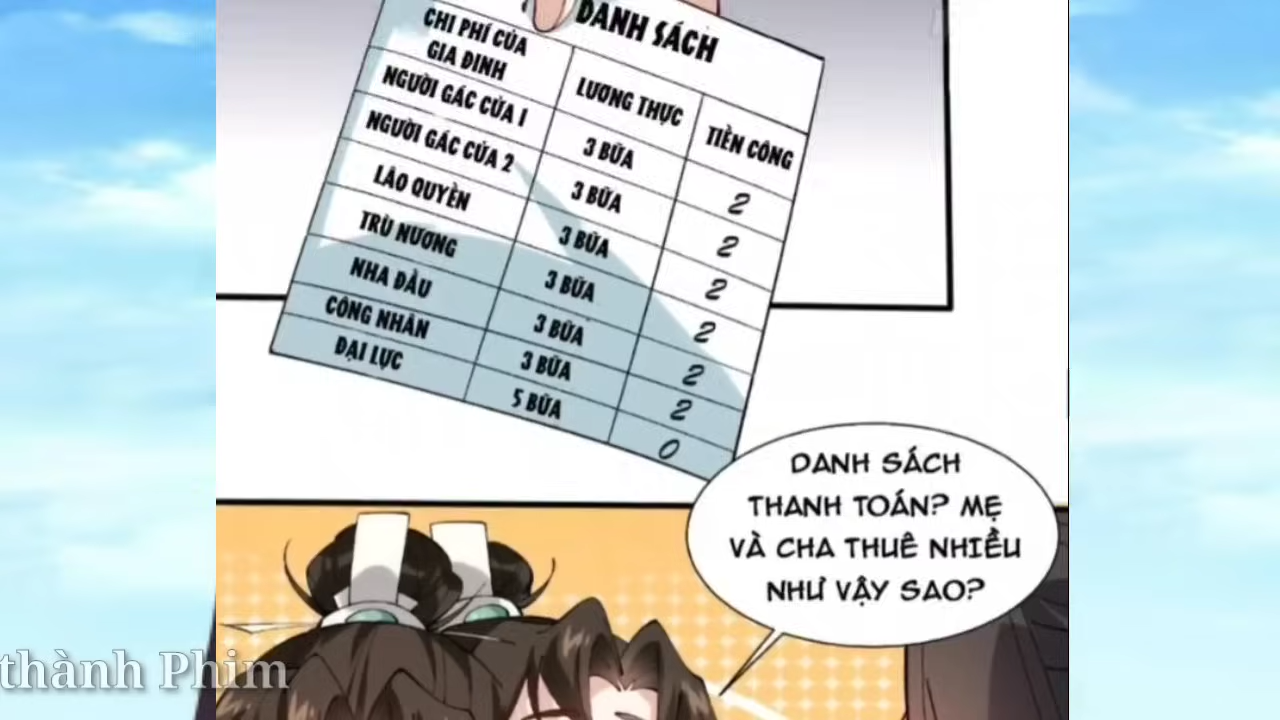 DANH SÁCH
CHI PHÍ CỦA
GIA ĐINH
LƯƠNG THỰC
TIỀN CÔNG
NGƯỜI GÁC CỬA 1
3 BỮA
2
NGƯỜI GÁC CỬA 2
3 BỮA
2
LÃO QUYỀN
3 BỮA
2
TRÙ NƯƠNG
3 BỮA
2
NHA ĐẦU
3 BỮA
2
CÔNG NHÂN
3 BỮA
2
ĐẠI LỰC
5 BỮA
0
DANH SÁCH
THANH TOÁN? MẸ
VÀ CHA THUÊ NHIỀU
NHƯ VẬY SAO?
thành Phim